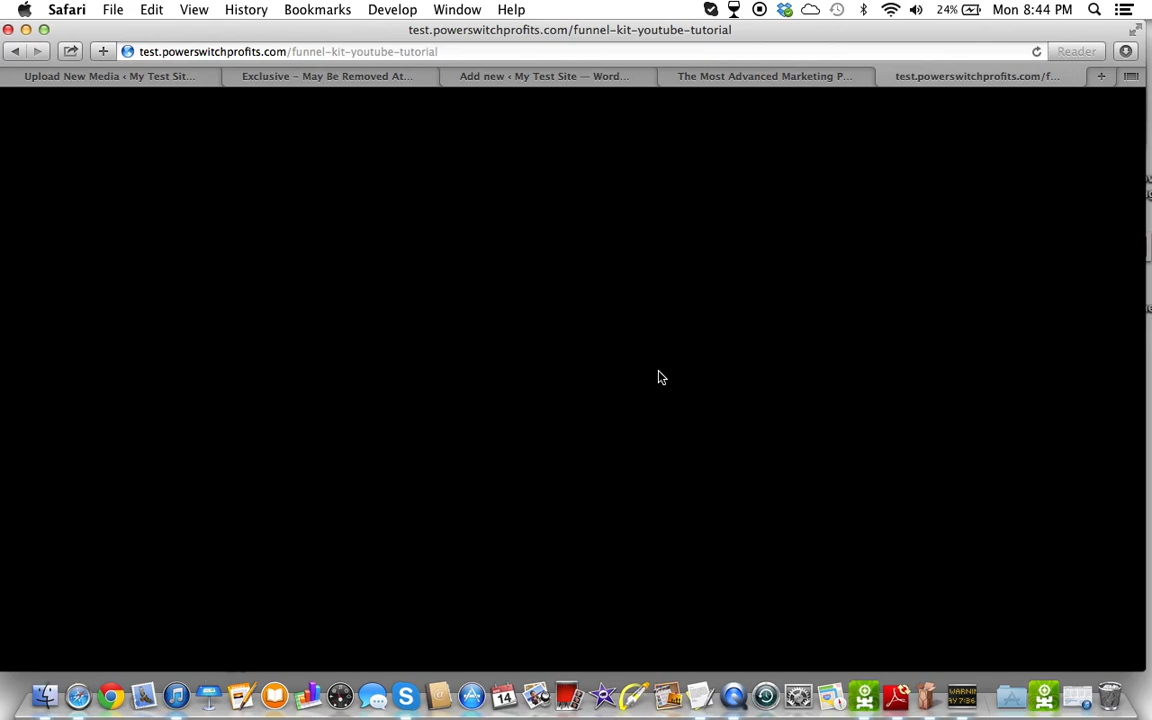 Safari File Edit View History Bookmarks Develop Window Help 24% Mon 8:44 PM
test.powerswitchprofits.com/funnel-kit-youtube-tutorial
test.powerswitchprofits.com/funnel-kit-youtube-tutorial Reader
Upload New Media ‹ My Test Sit... Exclusive – May Be Removed At... Add new ‹ My Test Site — Word... The Most Advanced Marketing P... test.powerswitchprofits.com/f...
14